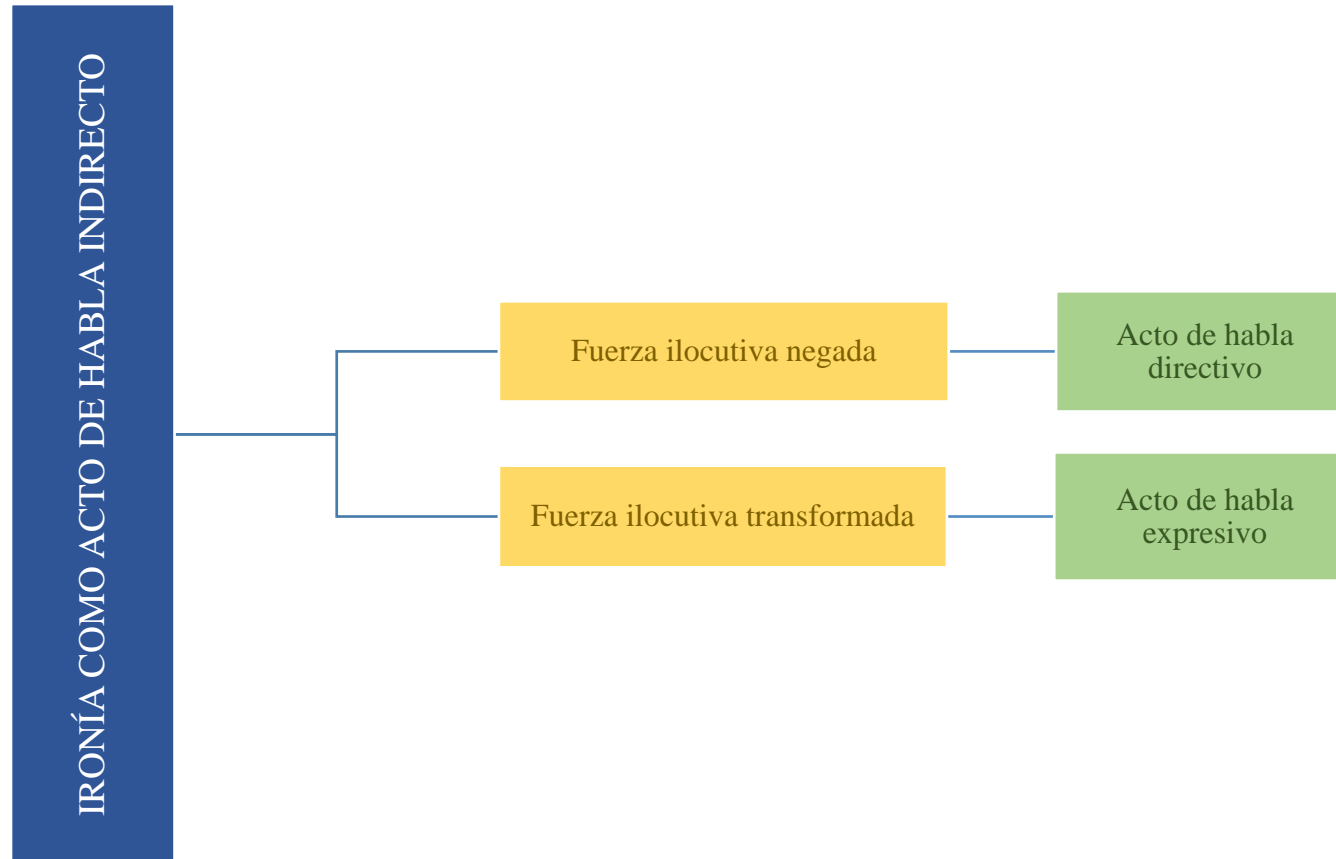 IRONÍA COMO ACTO DE HABLA INDIRECTO
Fuerza ilocutiva negada
Acto de habla
directivo
Fuerza ilocutiva transformada
Acto de habla
expresivo